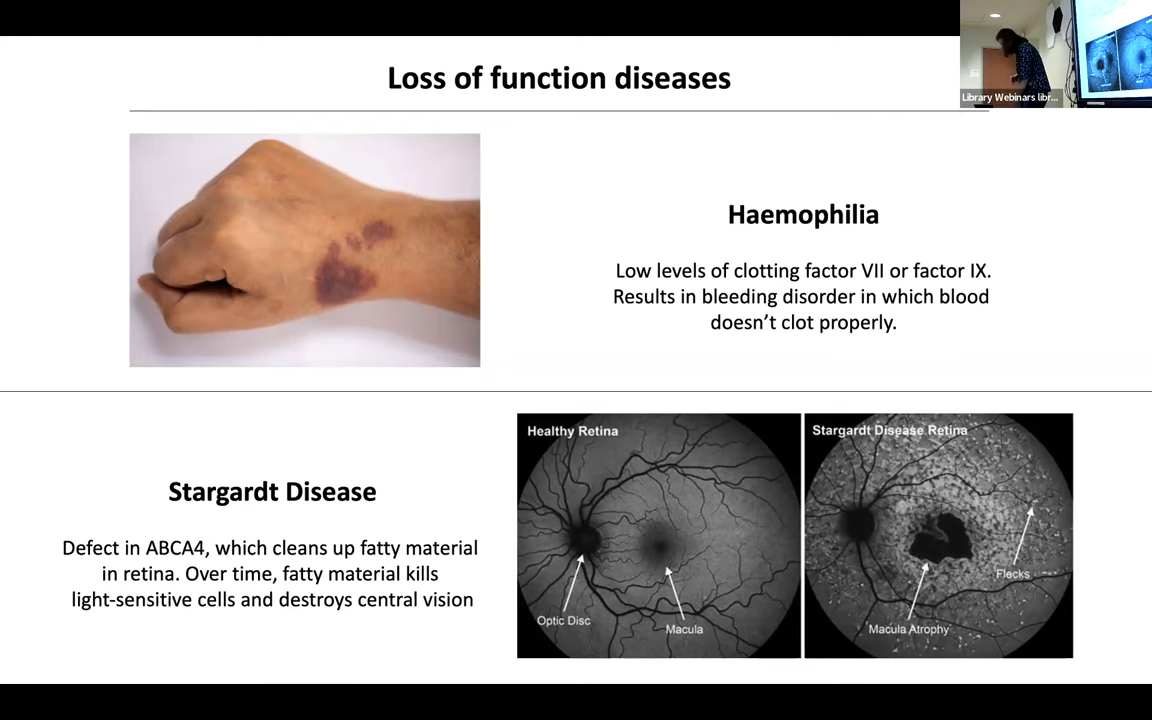 Loss of function diseases
Library Webinars libr...
Haemophilia
Low levels of clotting factor VII or factor IX.
Results in bleeding disorder in which blood
doesn't clot properly.
Stargardt Disease
Defect in ABCA4, which cleans up fatty material
in retina. Over time, fatty material kills
light-sensitive cells and destroys central vision
Healthy Retina
Optic Disc
Macula
Stargardt Disease Retina
Flecks
Macula Atrophy